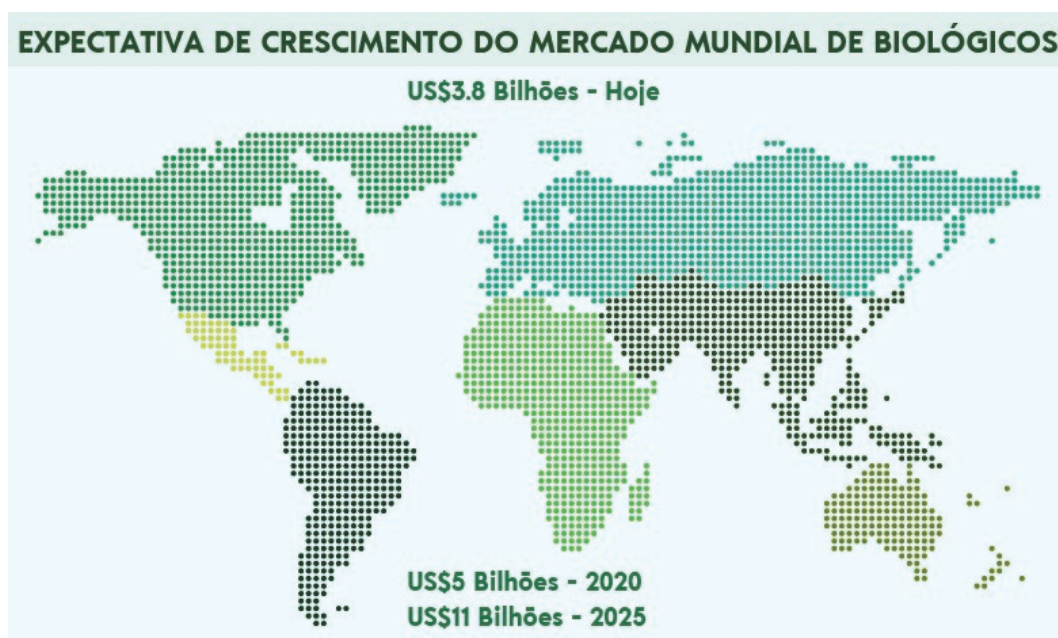 EXPECTATIVA DE CRESCIMENTO DO MERCADO MUNDIAL DE BIOLÓGICOS
US$3.8 Bilhões - Hoje
US$5 Bilhões - 2020
US$11 Bilhões - 2025